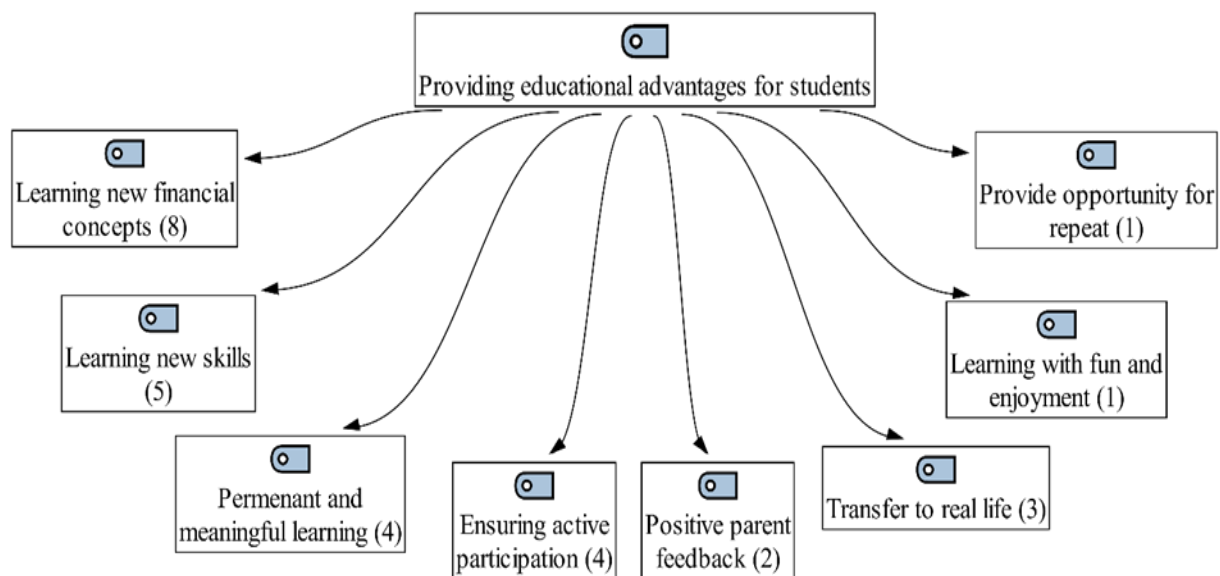 Providing educational advantages for students
Learning new financial
concepts (8)
Provide opportunity for
repeat (1)
Learning new skills
(5)
Learning with fun and
enjoyment (1)
Permenant and
meaningful learning (4)
Ensuring active
participation (4)
Positive parent
feedback (2)
Transfer to real life (3)